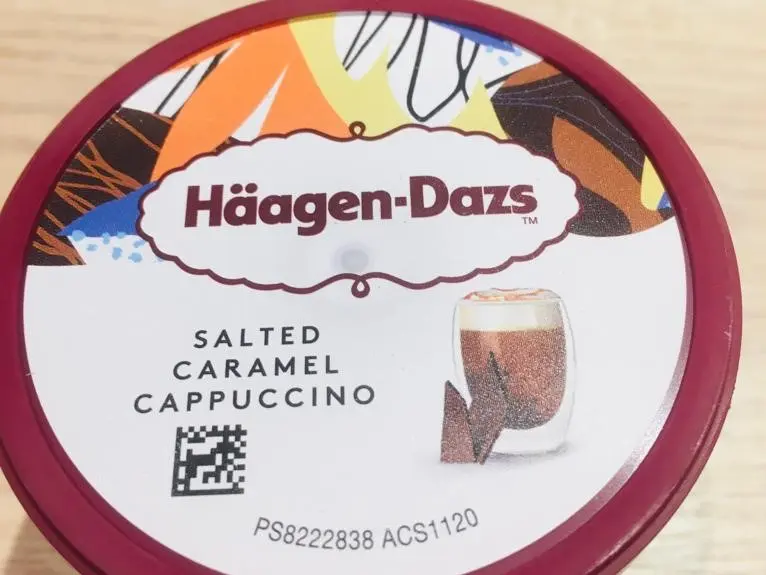 Häagen-Dazs
TM
SALTED
CARAMEL
CAPPUCCINO
PS8222838 ACS1120